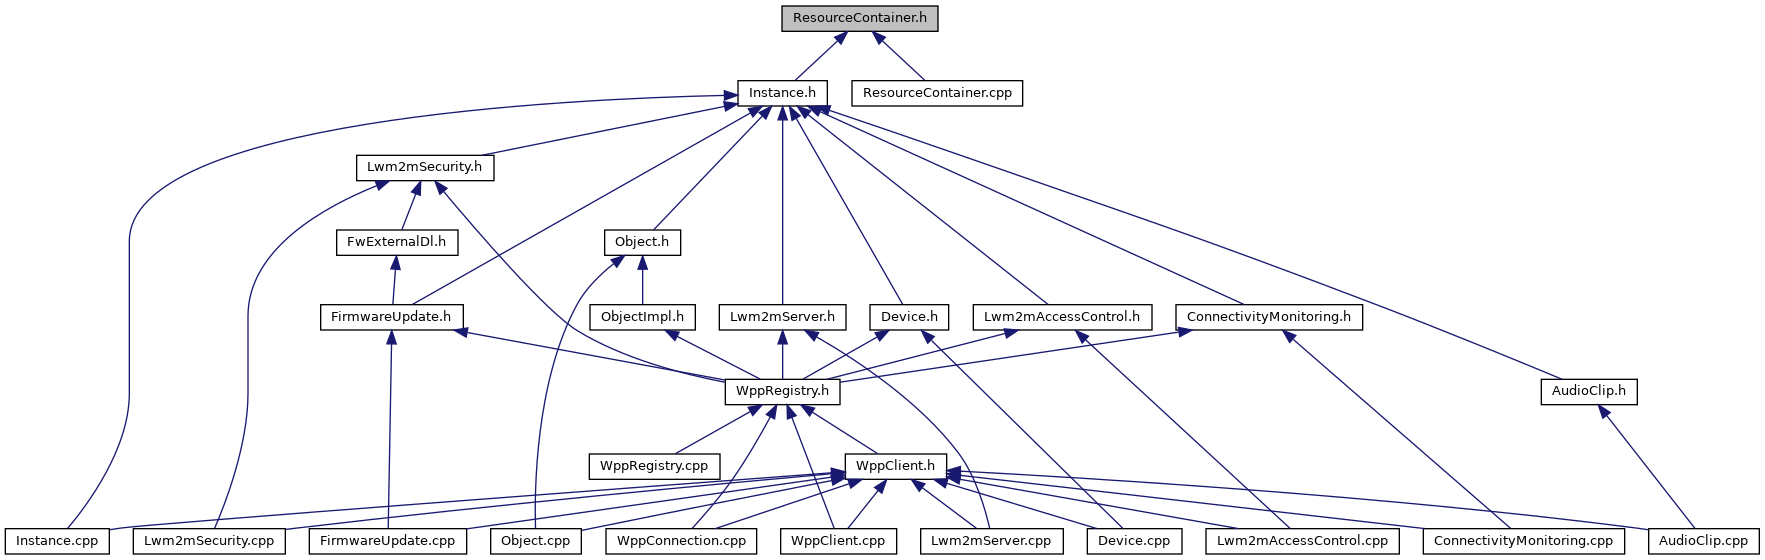 ResourceContainer.h
Instance.h
ResourceContainer.cpp
Lwm2mSecurity.h
FwExternalDl.h
Object.h
FirmwareUpdate.h
ObjectImpl.h
Lwm2mServer.h
Device.h
Lwm2mAccessControl.h
ConnectivityMonitoring.h
WppRegistry.h
AudioClip.h
WppRegistry.cpp
WppClient.h
Instance.cpp
Lwm2mSecurity.cpp
FirmwareUpdate.cpp
Object.cpp
WppConnection.cpp
WppClient.cpp
Lwm2mServer.cpp
Device.cpp
Lwm2mAccessControl.cpp
ConnectivityMonitoring.cpp
AudioClip.cpp